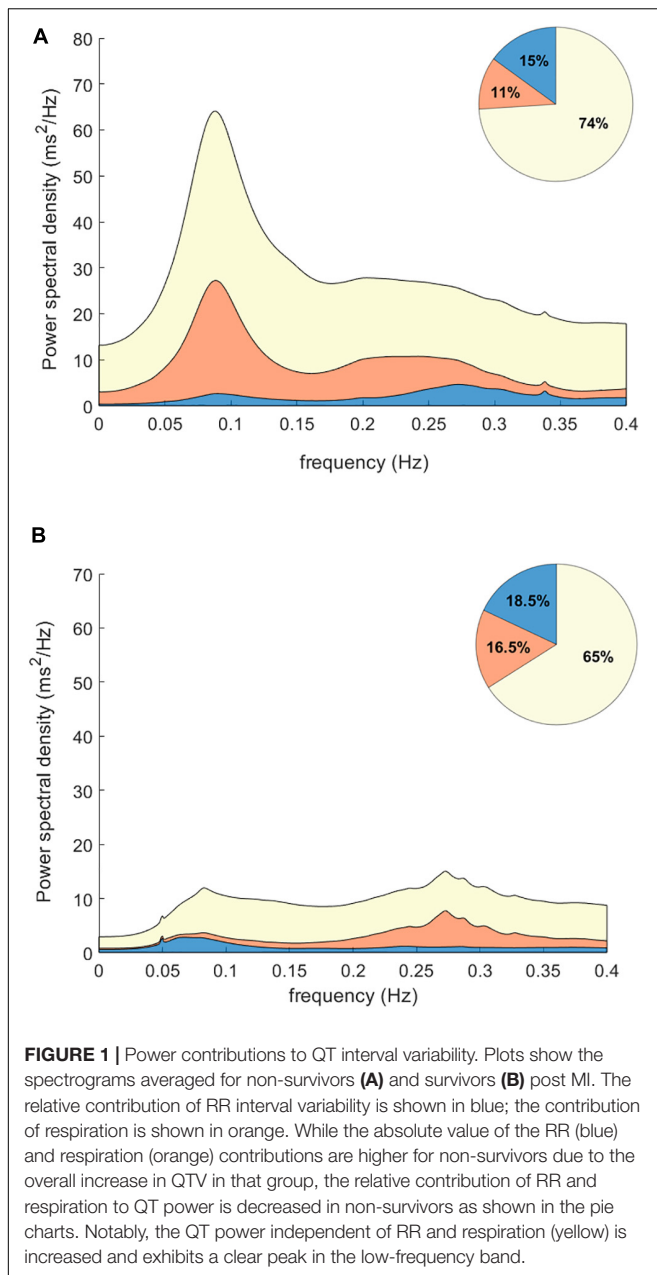 A
80
70
60
50
40
30
20
10
0
Power spectral density (ms²/Hz)
15%
11%
74%
0 0.05 0.1 0.15 0.2 0.25 0.3 0.35 0.4
frequency (Hz)
B
70
60
50
40
30
20
10
0
Power spectral density (ms²/Hz)
18.5%
16.5%
65%
0 0.05 0.1 0.15 0.2 0.25 0.3 0.35 0.4
frequency (Hz)
FIGURE 1 | Power contributions to QT interval variability. Plots show the
spectrograms averaged for non-survivors (A) and survivors (B) post MI. The
relative contribution of RR interval variability is shown in blue; the contribution
of respiration is shown in orange. While the absolute value of the RR (blue)
and respiration (orange) contributions are higher for non-survivors due to the
overall increase in QTV in that group, the relative contribution of RR and
respiration to QT power is decreased in non-survivors as shown in the pie
charts. Notably, the QT power independent of RR and respiration (yellow) is
increased and exhibits a clear peak in the low-frequency band.